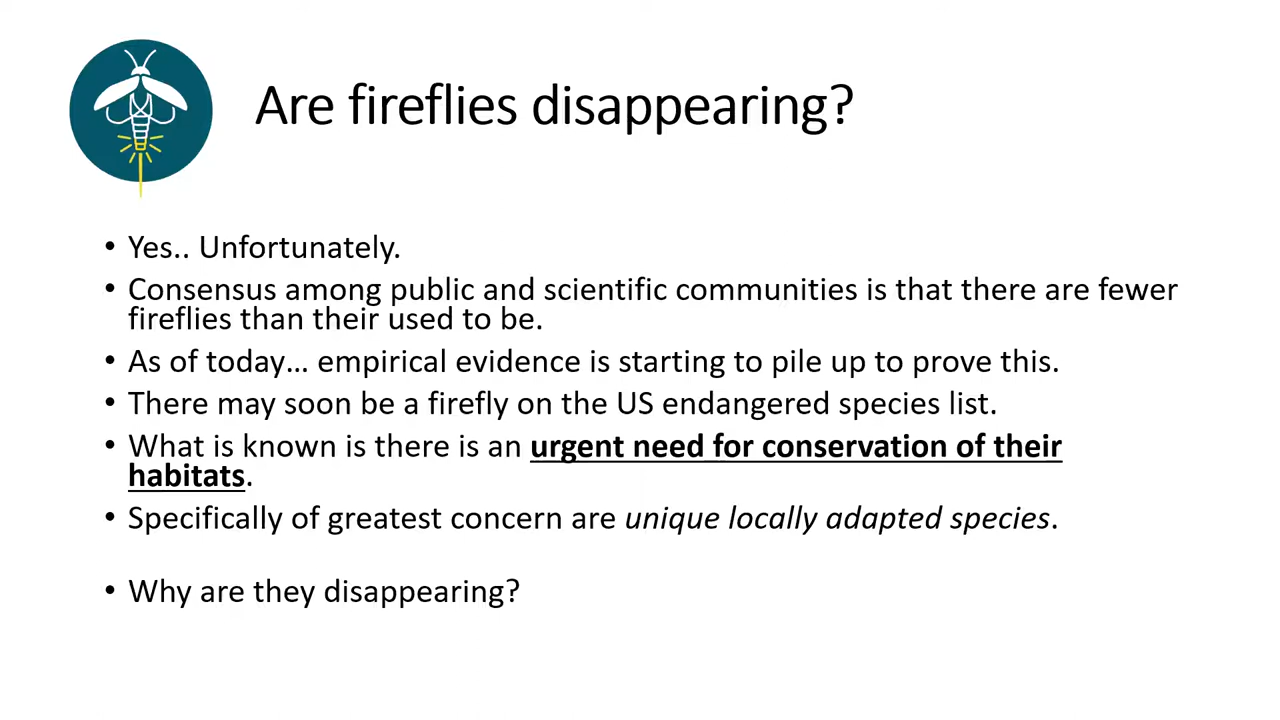 Are fireflies disappearing?
• Yes.. Unfortunately.
• Consensus among public and scientific communities is that there are fewer
fireflies than their used to be.
• As of today... empirical evidence is starting to pile up to prove this.
• There may soon be a firefly on the US endangered species list.
• What is known is there is an urgent need for conservation of their
habitats.
• Specifically of greatest concern are unique locally adapted species.
• Why are they disappearing?